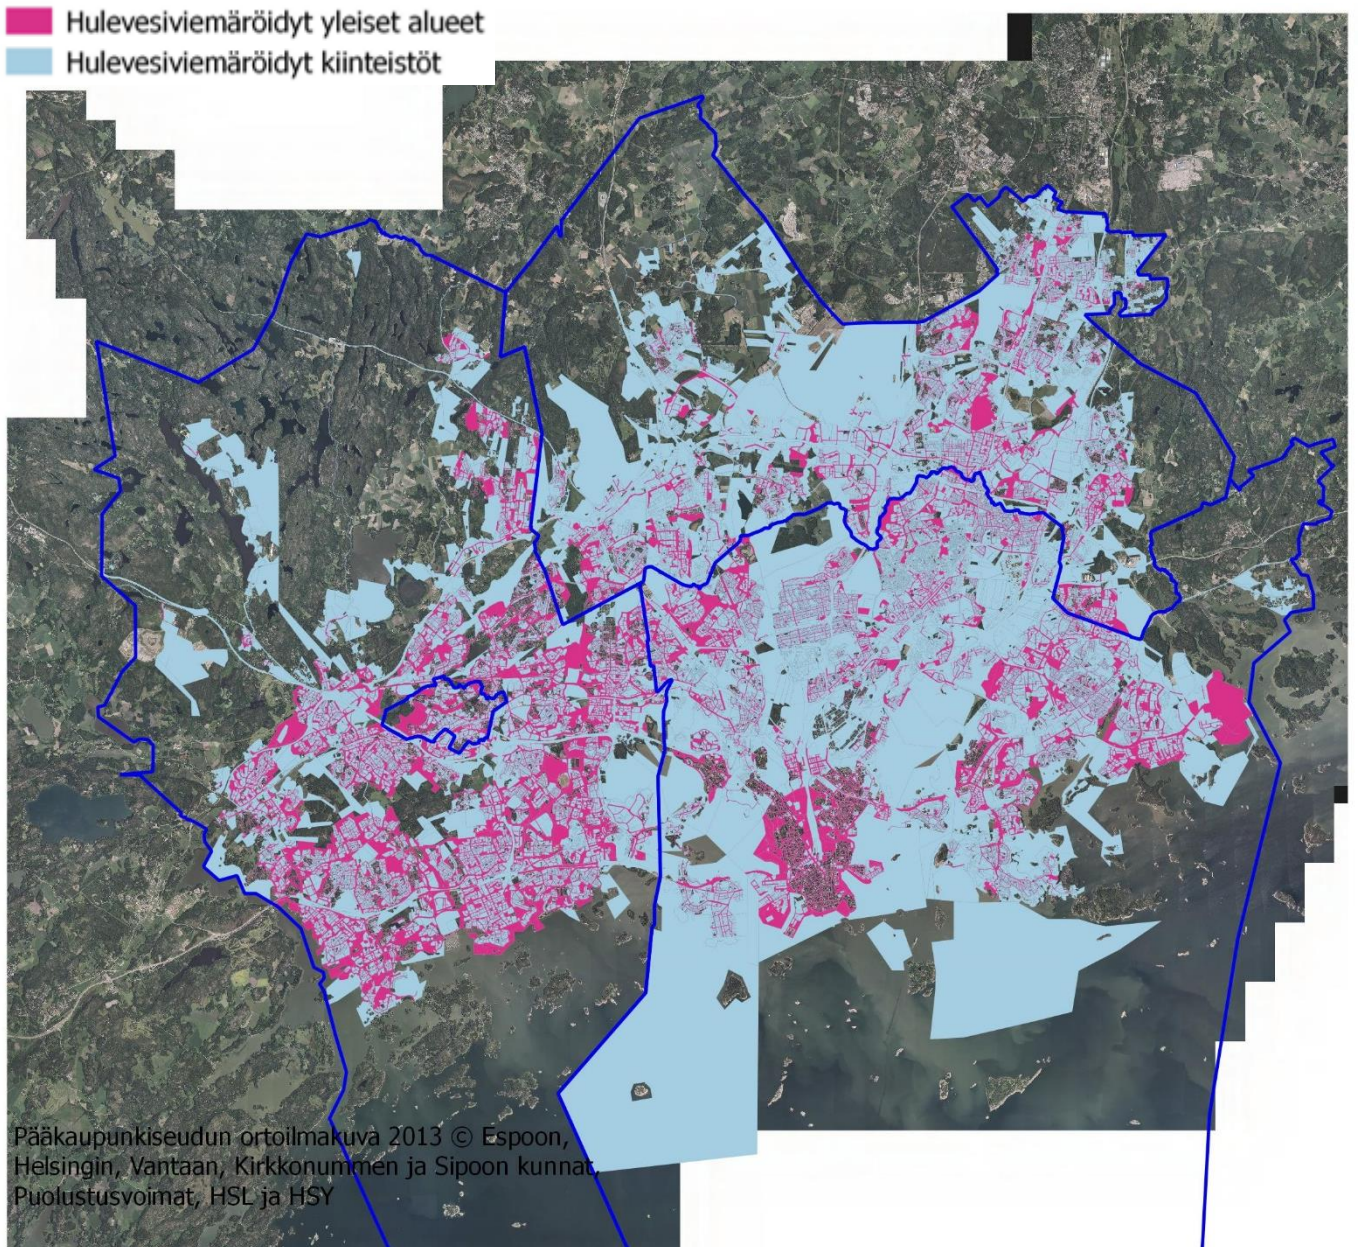 Hulevesiviemäröidyt yleiset alueet
Hulevesiviemäröidyt kiinteistöt
Pääkaupunkiseudun ortoilmakuva 2013 © Espoon,
Helsingin, Vantaan, Kirkkonummen ja Sipoon kunnat,
Puolustusvoimat, HSL ja HSY